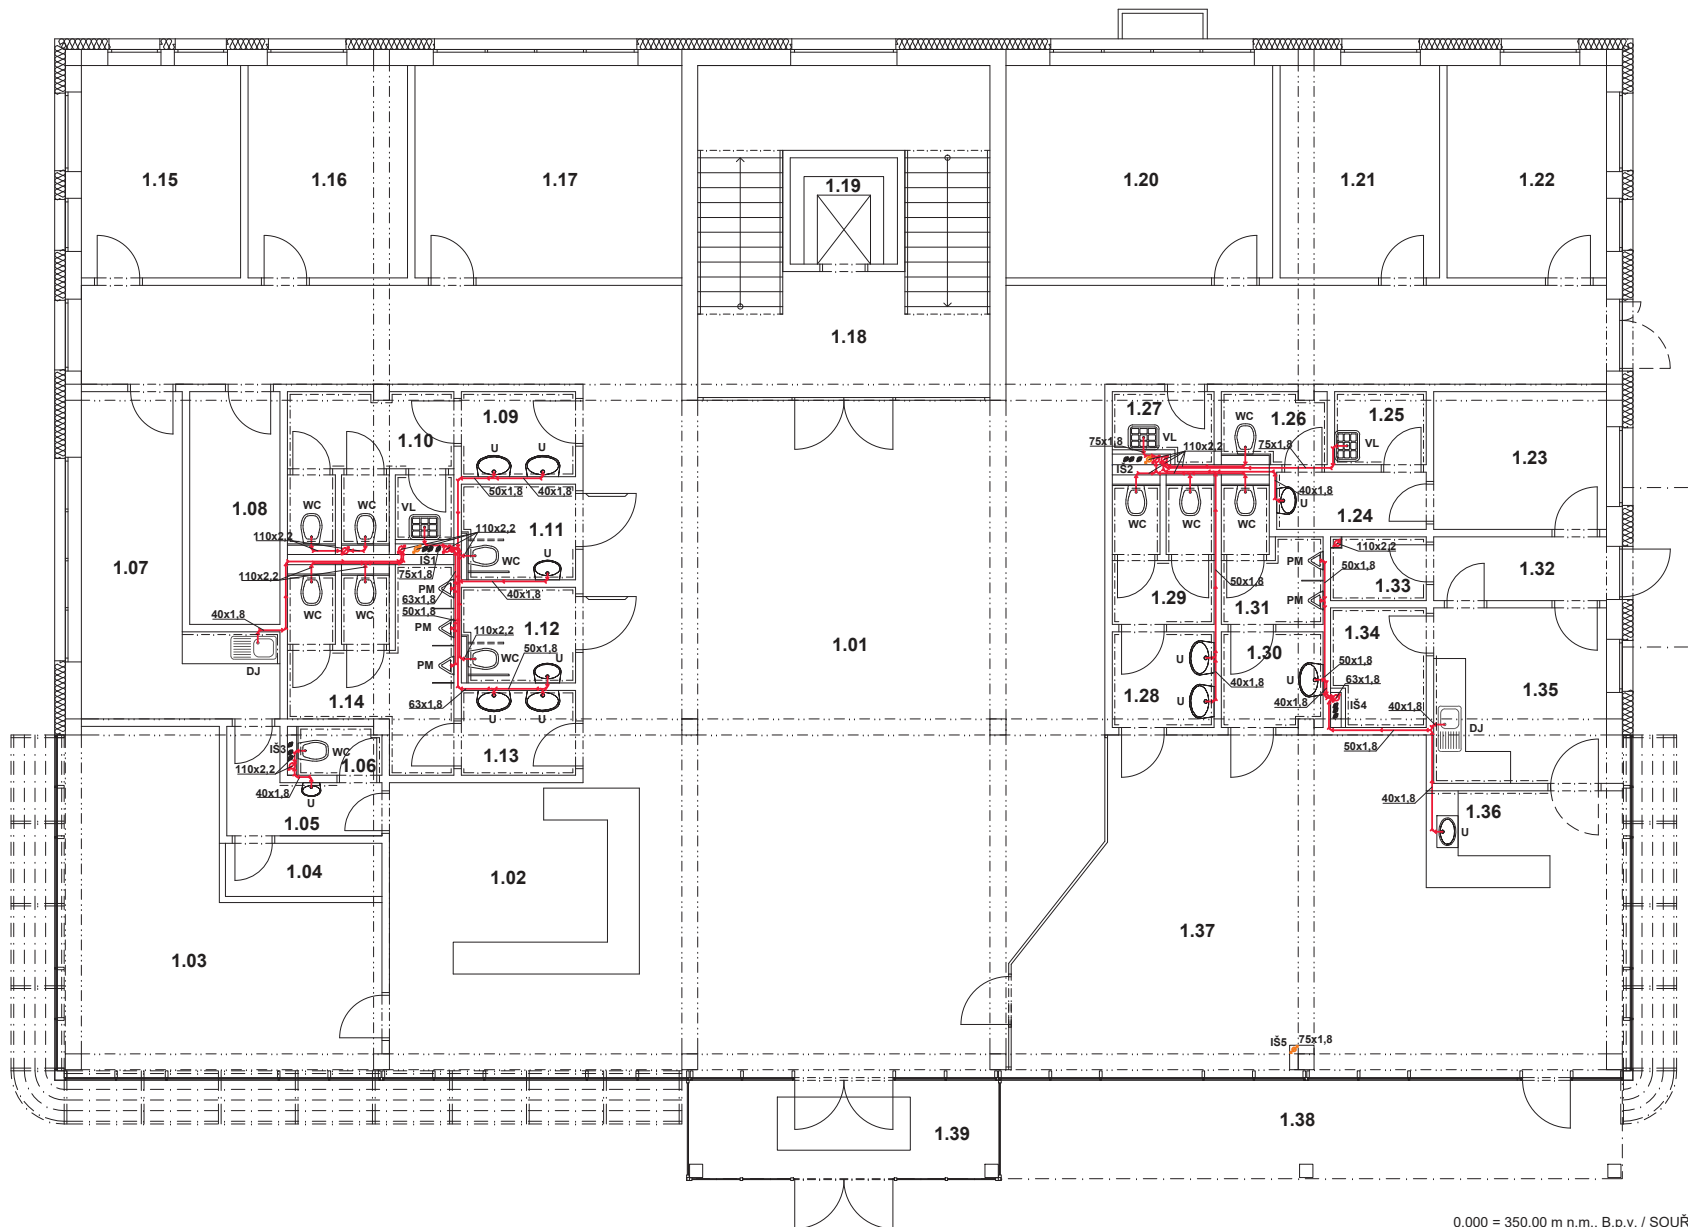 1.15
1.16
1.17
1.19
1.20
1.21
1.22
1.18
1.09
1.10
U
U
50x1,8
40x1,8
1.08
WC
WC
VL
110x2,2
110x2,2
1.11
IŠ1
WC
U
1.07
110x2,2
75x1,8
PM
63x1,8
50x1,8
40x1,8
WC
WC
40x1,8
PM
110x2,2
1.12
50x1,8
WC
U
DJ
PM
1.14
63x1,8
U
U
1.13
IŠ3
WC
1.06
110x2,2
40x1,8
U
1.05
1.04
1.02
1.03
1.01
1.27
WC
1.26
1.25
75x1,8
VL
110x2,2
75x1,8
VL
IŠ2
1.23
40x1,8
WC
WC
WC
U
1.24
PM
110x2,2
50x1,8
50x1,8
1.33
1.32
1.29
1.31
PM
1.34
1.30
U
50x1,8
63x1,8
40x1,8
U
1.28
U
40x1,8
IŠ4
40x1,8
1.35
DJ
50x1,8
40x1,8
1.36
U
1.37
IŠ5
75x1,8
1.39
1.38
0,000 = 350,00 m n.m., B.p.v. / SOUŘ